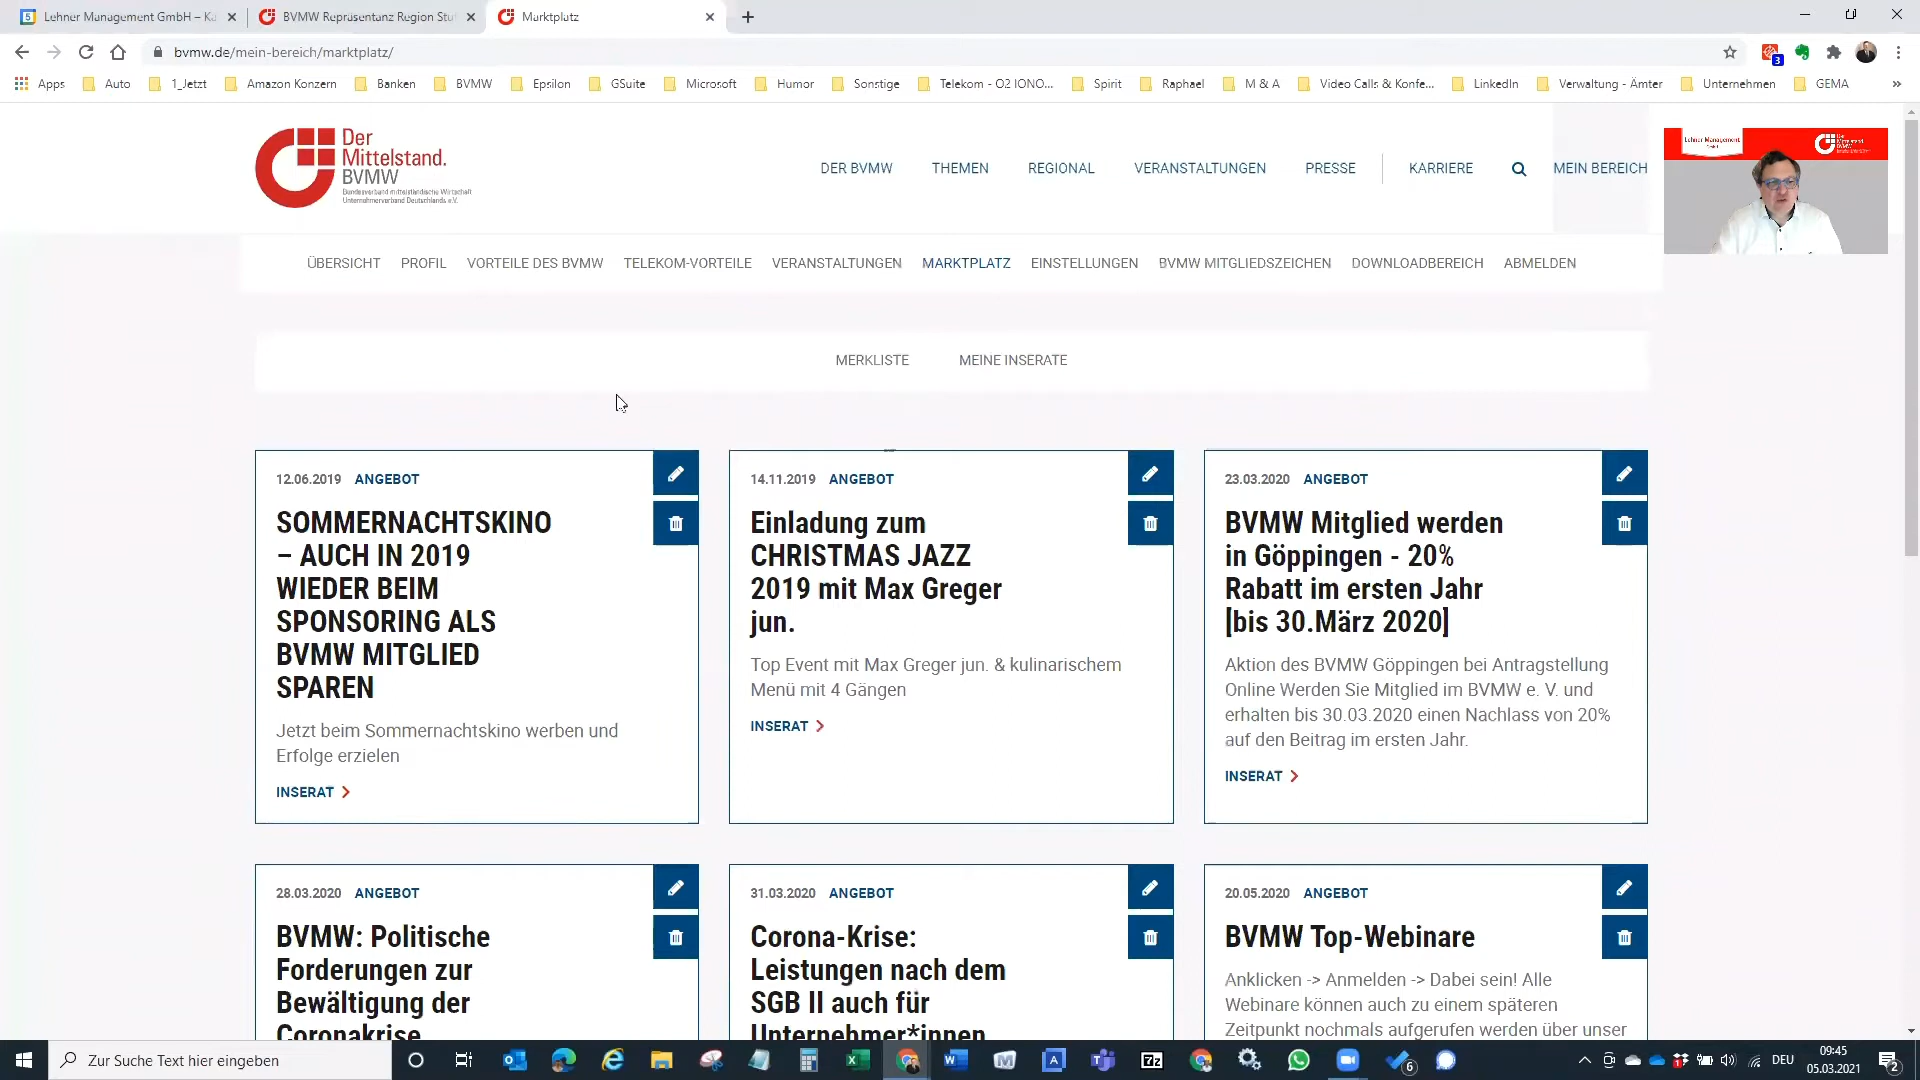 Lehner Management GmbH – Ka
BVMW Repräsentanz Region Stut
Marktplatz
bvmw.de/mein-bereich/marktplatz/
3
Apps
Auto
1_Jetzt
Amazon Konzern
Banken
BVMW
Epsilon
GSuite
Microsoft
Humor
Sonstige
Telekom - O2 IONO...
Spirit
Raphael
M & A
Video Calls & Konfe...
LinkedIn
Verwaltung - Ämter
Unternehmen
GEMA
»
Der
Mittelstand.
BVMW
Bundesverband mittelständische Wirtschaft
Unternehmerverband Deutschlands e.V.
DER BVMW
THEMEN
REGIONAL
VERANSTALTUNGEN
PRESSE
KARRIERE
MEIN BEREICH
Lehner Management
ÜBERSICHT
PROFIL
VORTEILE DES BVMW
TELEKOM-VORTEILE
VERANSTALTUNGEN
MARKTPLATZ
EINSTELLUNGEN
BVMW MITGLIEDSZEICHEN
DOWNLOADBEREICH
ABMELDEN
MERKLISTE
MEINE INSERATE
12.06.2019 ANGEBOT
SOMMERNACHTSKINO
– AUCH IN 2019
WIEDER BEIM
SPONSORING ALS
BVMW MITGLIED
SPAREN
Jetzt beim Sommernachtskino werben und
Erfolge erzielen
INSERAT
14.11.2019 ANGEBOT
Einladung zum
CHRISTMAS JAZZ
2019 mit Max Greger
jun.
Top Event mit Max Greger jun. & kulinarischem
Menü mit 4 Gängen
INSERAT
23.03.2020 ANGEBOT
BVMW Mitglied werden
in Göppingen - 20%
Rabatt im ersten Jahr
[bis 30.März 2020]
Aktion des BVMW Göppingen bei Antragstellung
Online Werden Sie Mitglied im BVMW e. V. und
erhalten bis 30.03.2020 einen Nachlass von 20%
auf den Beitrag im ersten Jahr.
INSERAT
28.03.2020 ANGEBOT
BVMW: Politische
Forderungen zur
Bewältigung der
Coronakrise
31.03.2020 ANGEBOT
Corona-Krise:
Leistungen nach dem
SGB II auch für
Unternehmer*innen
20.05.2020 ANGEBOT
BVMW Top-Webinare
Anklicken -> Anmelden -> Dabei sein! Alle
Webinare können auch zu einem späteren
Zeitpunkt nochmals aufgerufen werden über unser
Zur Suche Text hier eingeben
6
DEU
09:45
05.03.2021
2